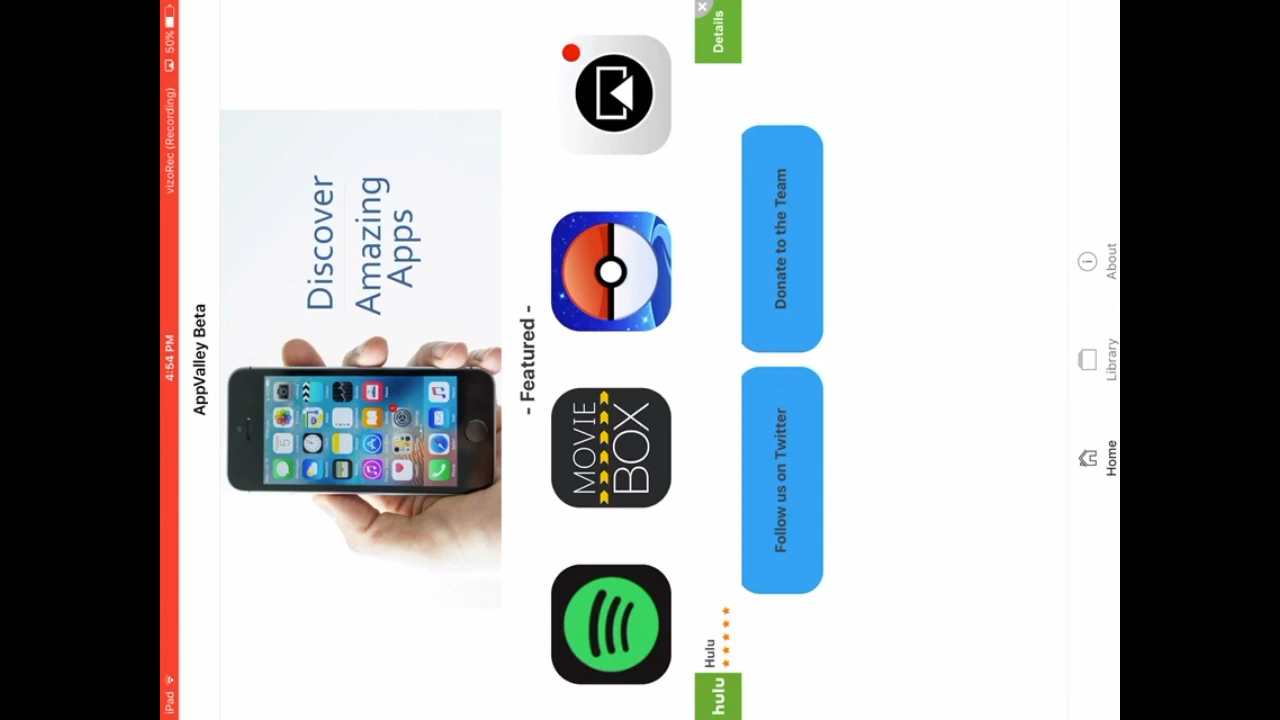 iPad
4:54 PM
vizoRec (Recording)
50%
AppValley Beta
Discover
Amazing
Apps
- Featured -
MOVIE
BOX
hulu
Hulu
Details
Follow us on Twitter
Donate to the Team
Home
Library
About